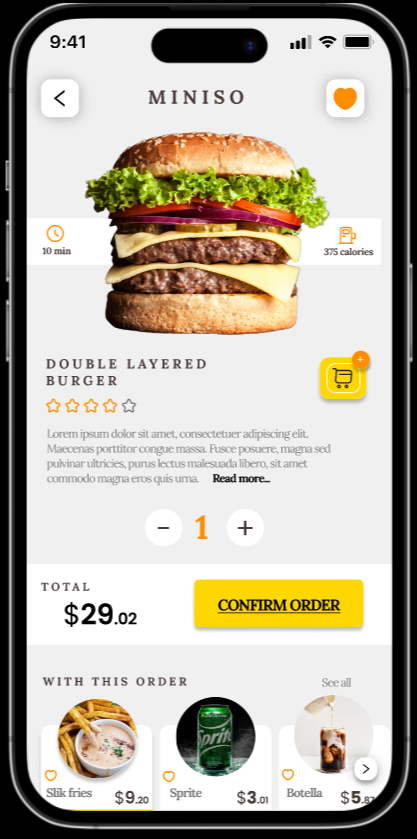 9:41
MINISO
10 min
375 calories
DOUBLE LAYERED
BURGER
+
Lorem ipsum dolor sit amet, consectetuer adipiscing elit.
Maecenas porttitor congue massa. Fusce posuere, magna sed
pulvinar ultricies, purus lectus malesuada libero, sit amet
commodo magna eros quis urna. Read more...
− 1 +
TOTAL
$29.02
CONFIRM ORDER
WITH THIS ORDER
See all
Sprite
Slik fries
$9.20
Sprite
$3.01
Botella
$5.87